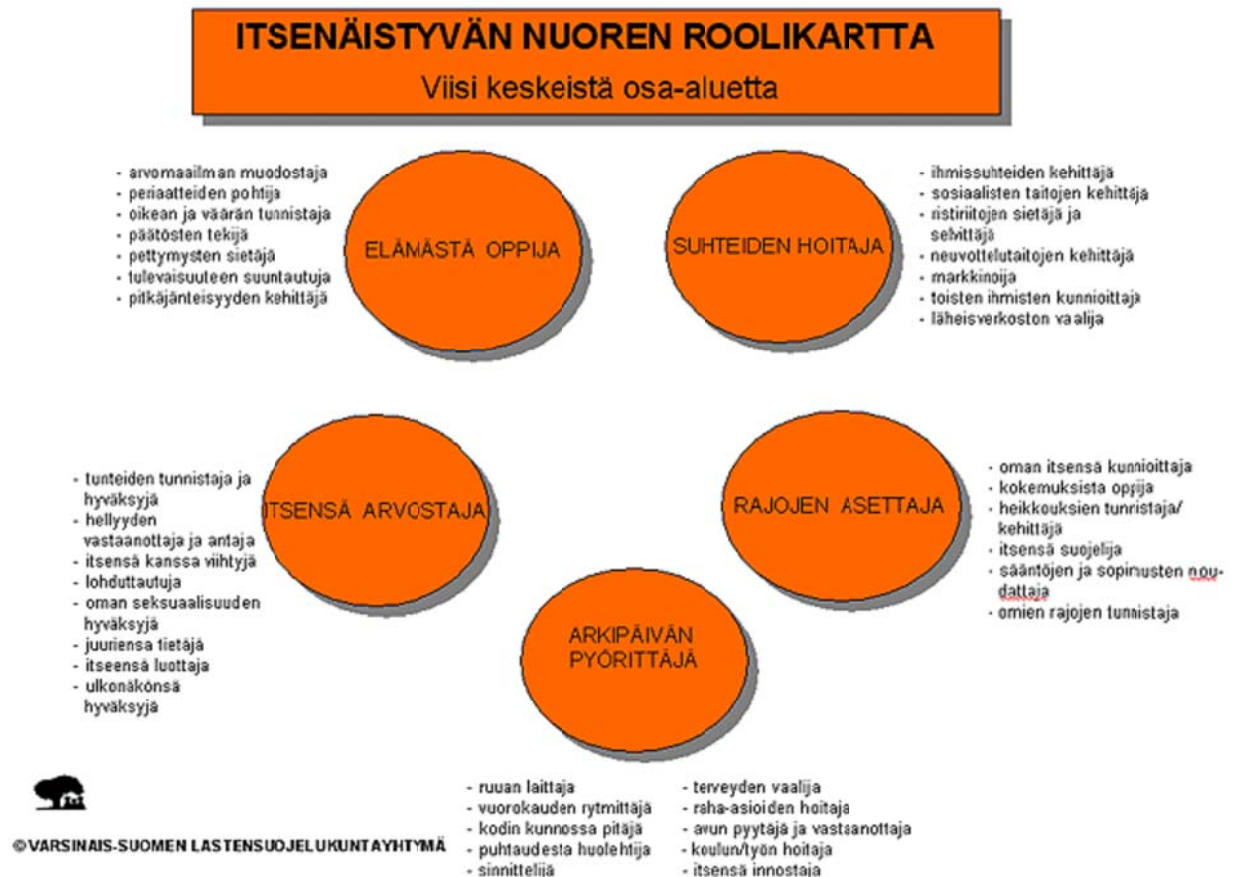 ITSENÄISTYVÄN NUOREN ROOLIKARTTA
Viisi keskeistä osa-aluetta
- arvomaailman muodostaja
- periaatteiden pohtija
- oikean ja väärän tunnistaja
- päätösten tekijä
- pettymysten sietäjä
- tulevaisuuteen suuntautuja
- pitkäjänteisyyden kehittäjä
ELÄMÄSTÄ OPPIJA
SUHTEIDEN HOITAJA
- ihmissuhteiden kehittäjä
- sosiaalisten taitojen kehittäja
- ristiriitojen sietäjä ja
selvittäjä
- neuvottelutaitojen kehittäjä
- markkinoija
- toisten ihmisten kunnioittaja
- läheisverkoston vaalija
- tunteiden tunnistaja ja
hyväksyjä
- hellyyden
vastaanottaja ja antaja
- itsensä kanssa viihtyjä
- lohduttautuja
- oman seksuaalisuuden
hyväksyjä
- juuriensa tietäjä
- itseensä luottaja
- ulkonäkönsä
hyväksyjä
ITSENSÄ ARVOSTAJA
RAJOJEN ASETTAJA
- oman itsensä kunnioittaja
- kokemuksista oppija
- heikkouksien tunnistaja/
kehittäjä
- itsensä suojelija
- sääntöjen ja sopimusten nou-
dattaja
- omien rajojen tunnistaja
ARKIPÄIVÄN
PYÖRITTÄJÄ
- ruuan laittaja
- vuorokauden rytmittäjä
- kodin kunnossa pitäjä
- puhtaudesta huolehtija
- sinnittelijä
- terveyden vaalija
- raha-asioiden hoitaja
- avun pyytäjä ja vastaanottaja
- koulun/työn hoitaja
- itsensä innostaja
© VARSINAIS-SUOMEN LASTENSUOJELUKUNTAYHTYMÄ